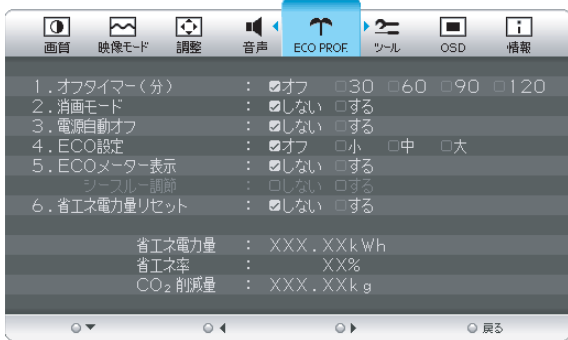 画質 映像モード 調整 音声 ECO PROF. ツール OSD 情報
1.オフタイマー(分) : オフ 30 60 90 120
2.消画モード : しない する
3.電源自動オフ : しない する
4.ECO設定 : オフ 小 中 大
5.ECOメーター表示 : しない する
シースルー調節 : しない する
6.省エネ電力量リセット : しない する
省エネ電力量 : XXX.XXkWh
省エネ率 : XX%
CO₂削減量 : XXX.XXkg
戻る